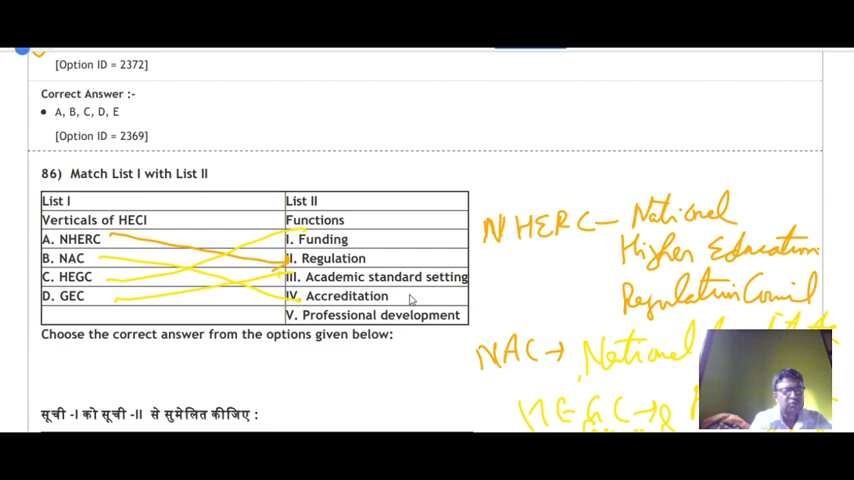 [Option ID = 2372]
Correct Answer :-
A, B, C, D, E
[Option ID = 2369]
86) Match List I with List II
List I List II
Verticals of HECI Functions
A. NHERC I. Funding
B. NAC II. Regulation
C. HEGC III. Academic standard setting
D. GEC IV. Accreditation
V. Professional development
Choose the correct answer from the options given below:
सूची -I को सूची -II से सुमेलित कीजिए :
NHERC – National
Higher Education
Regulation Council
NAC → National
HEGC →